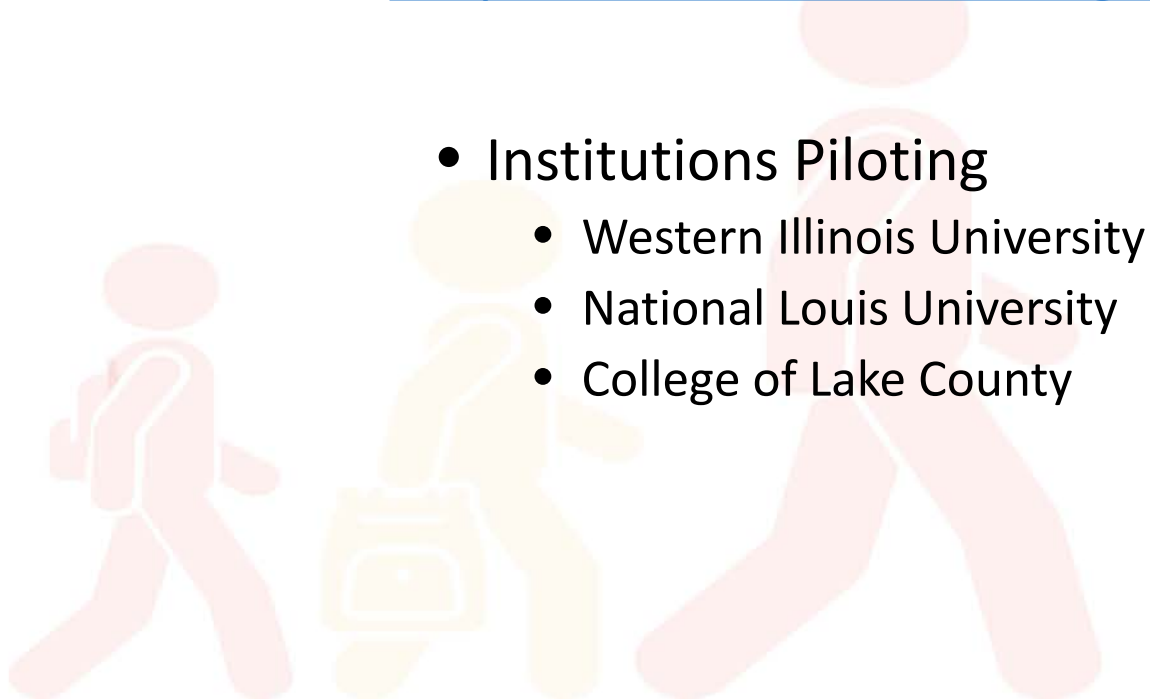 • Institutions Piloting
• Western Illinois University
• National Louis University
• College of Lake County